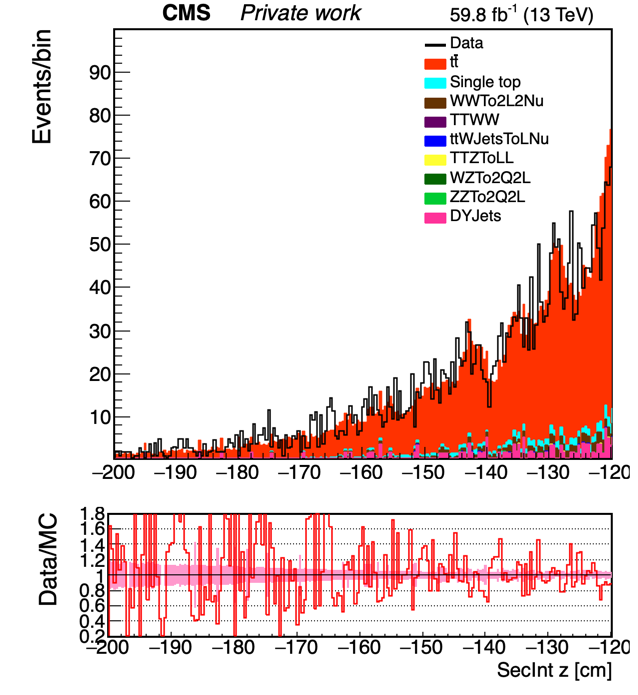 CMS Private work 59.8 fb⁻¹ (13 TeV)
Events/bin
90
80
70
60
50
40
30
20
10
Data
tt̄
Single top
WWTo2L2Nu
TTWW
ttWJetsToLNu
TTZToLL
WZTo2Q2L
ZZTo2Q2L
DYJets
−200 −190 −180 −170 −160 −150 −140 −130 −120
Data/MC
1.8
1.6
1.4
1.2
1
0.8
0.6
0.4
0.2
−200 −190 −180 −170 −160 −150 −140 −130 −120
SecInt z [cm]